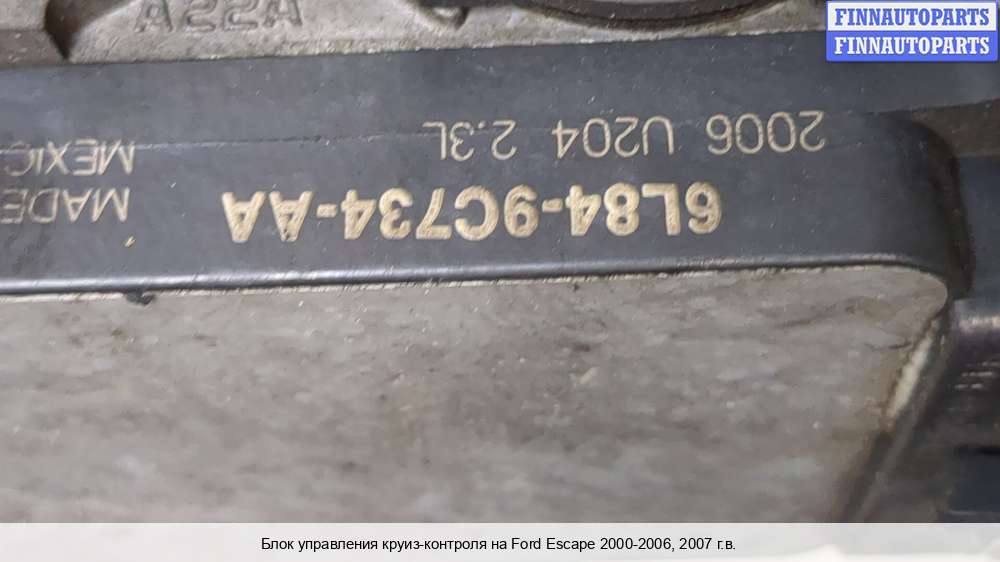 FINNAUTOPARTS
FINNAUTOPARTS
6L84-9C734-AA
2006 U204 2.3L
MADE
MEXIC
Блок управления круиз-контроля на Ford Escape 2000-2006, 2007 г.в.